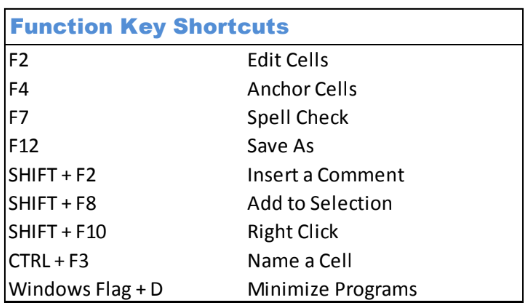 Function Key Shortcuts
F2 Edit Cells
F4 Anchor Cells
F7 Spell Check
F12 Save As
SHIFT + F2 Insert a Comment
SHIFT + F8 Add to Selection
SHIFT + F10 Right Click
CTRL + F3 Name a Cell
Windows Flag + D Minimize Programs